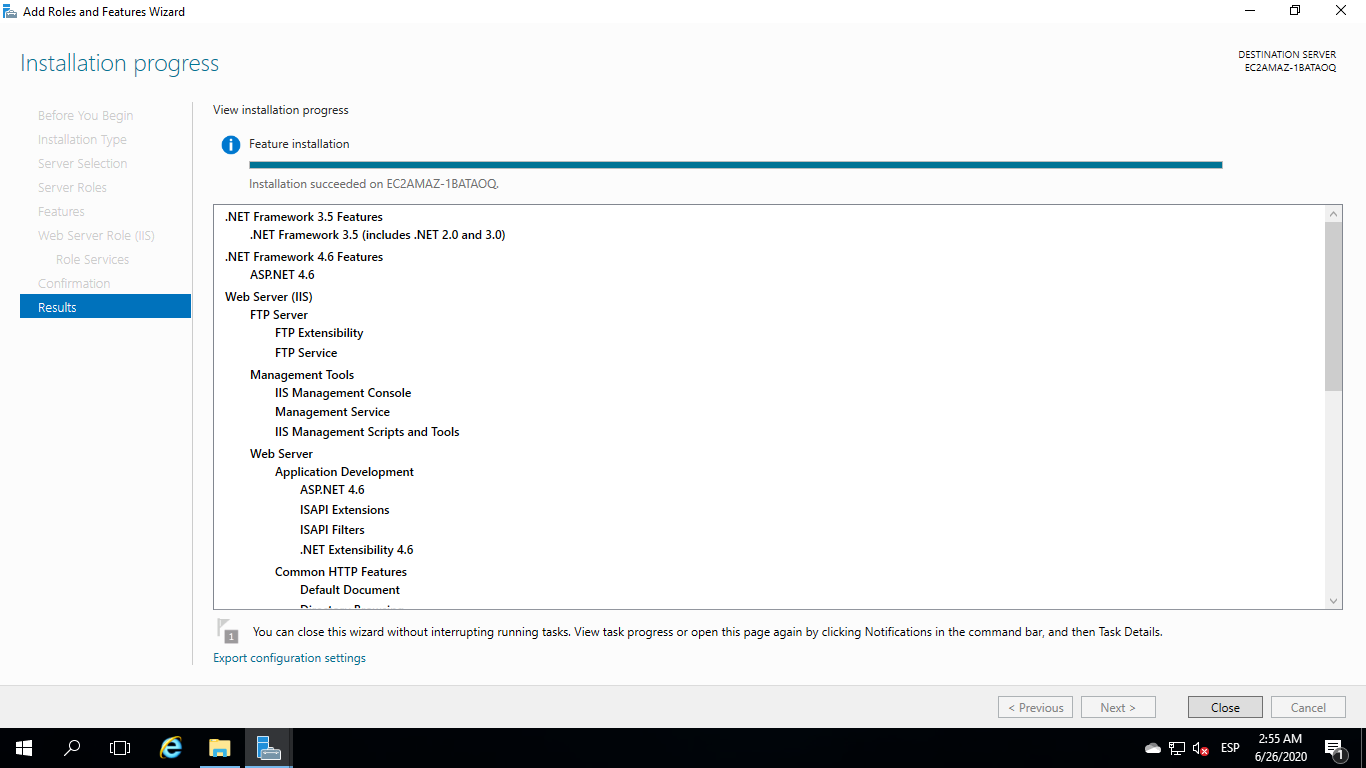 Add Roles and Features Wizard
Installation progress
DESTINATION SERVER
EC2AMAZ-1BATAOQ
Before You Begin
Installation Type
Server Selection
Server Roles
Features
Web Server Role (IIS)
Role Services
Confirmation
Results
View installation progress
Feature installation
Installation succeeded on EC2AMAZ-1BATAOQ.
.NET Framework 3.5 Features
.NET Framework 3.5 (includes .NET 2.0 and 3.0)
.NET Framework 4.6 Features
ASP.NET 4.6
Web Server (IIS)
FTP Server
FTP Extensibility
FTP Service
Management Tools
IIS Management Console
Management Service
IIS Management Scripts and Tools
Web Server
Application Development
ASP.NET 4.6
ISAPI Extensions
ISAPI Filters
.NET Extensibility 4.6
Common HTTP Features
Default Document
1
You can close this wizard without interrupting running tasks. View task progress or open this page again by clicking Notifications in the command bar, and then Task Details.
Export configuration settings
< Previous
Next >
Close
Cancel
ESP
2:55 AM
6/26/2020
1